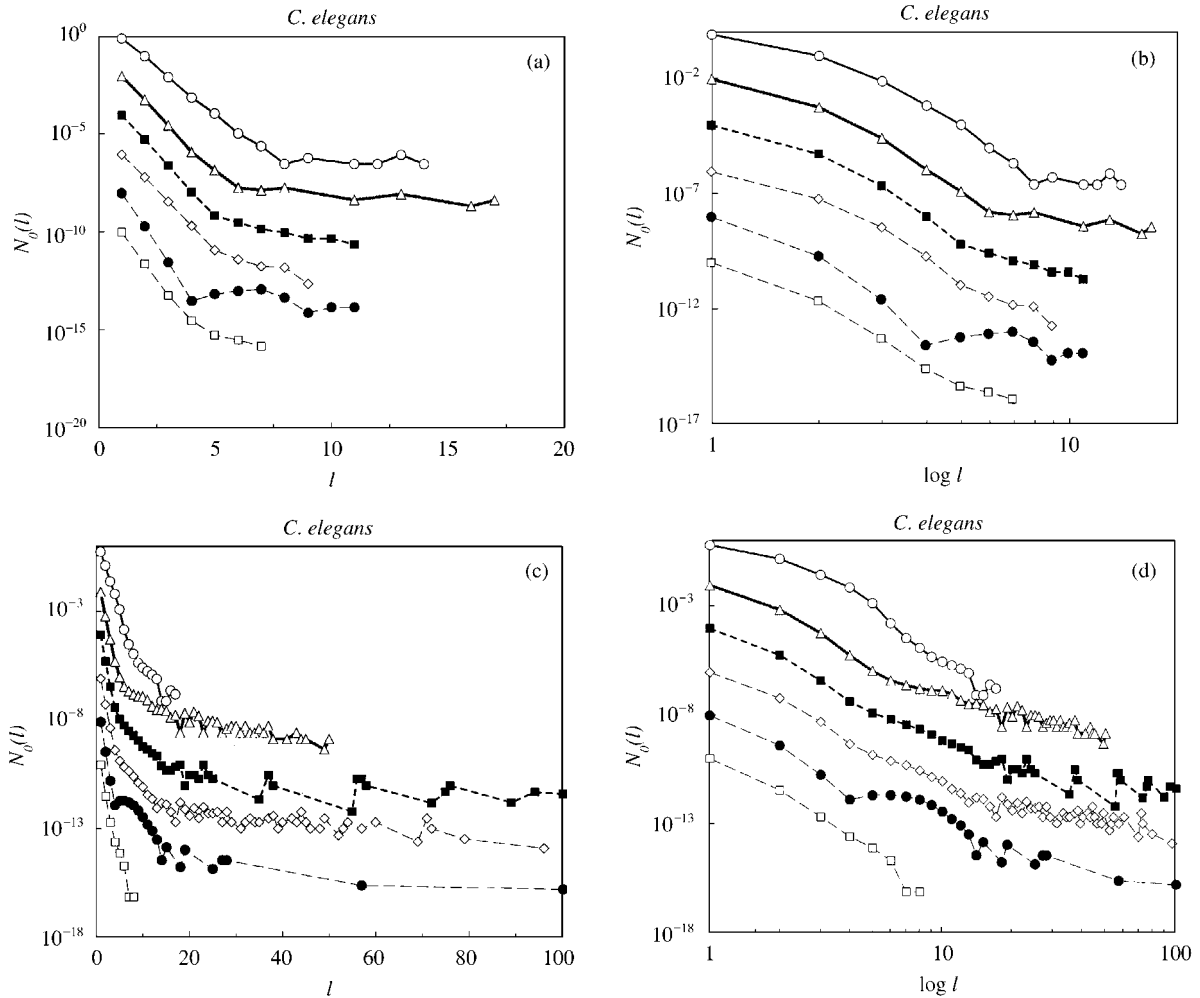 C. elegans
(a)
10^0
10^-5
10^-10
10^-15
10^-20
N_0(l)
0 5 10 15 20
l
C. elegans
(b)
10^-2
10^-7
10^-12
10^-17
N_0(l)
1 10
log l
C. elegans
(c)
10^-3
10^-8
10^-13
10^-18
N_0(l)
0 20 40 60 80 100
l
C. elegans
(d)
10^-3
10^-8
10^-13
10^-18
N_0(l)
1 10 100
log l